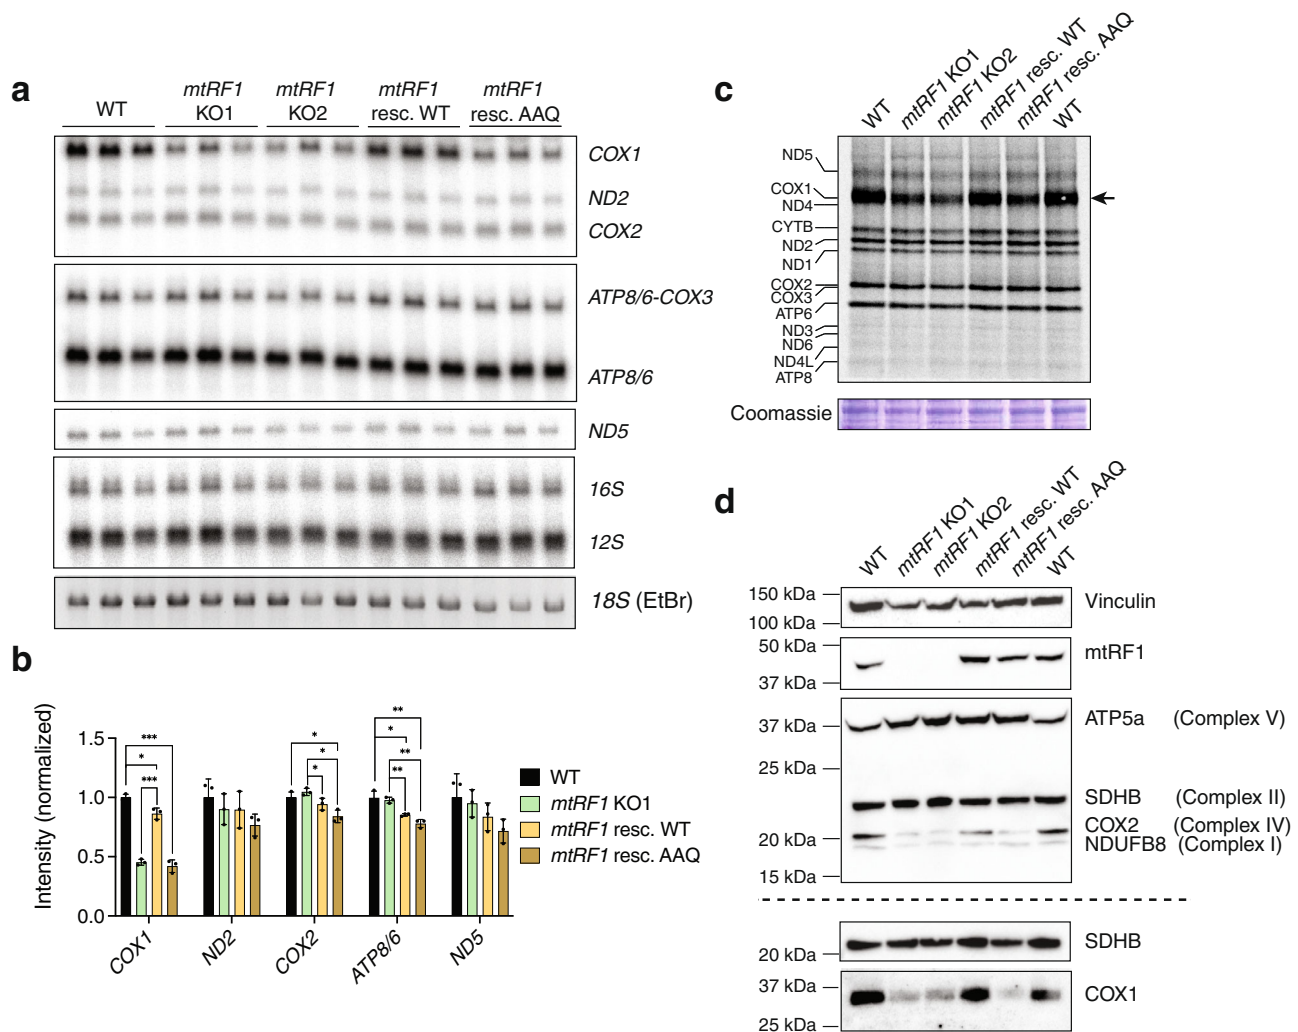 a
WT
mtRF1 KO1
mtRF1 KO2
mtRF1 resc. WT
mtRF1 resc. AAQ
COX1
ND2
COX2
ATP8/6-COX3
ATP8/6
ND5
16S
12S
18S (EtBr)
b
Intensity (normalized)
1.5
1.0
0.5
0.0
***
*
***
*
*
*
**
*
**
**
COX1
ND2
COX2
ATP8/6
ND5
WT
mtRF1 KO1
mtRF1 resc. WT
mtRF1 resc. AAQ
c
WT
mtRF1 KO1
mtRF1 KO2
mtRF1 resc. WT
mtRF1 resc. AAQ
WT
ND5
COX1
ND4
CYTB
ND2
ND1
COX2
COX3
ATP6
ND3
ND6
ND4L
ATP8
Coomassie
d
WT
mtRF1 KO1
mtRF1 KO2
mtRF1 resc. WT
mtRF1 resc. AAQ
WT
150 kDa
100 kDa
Vinculin
50 kDa
37 kDa
mtRF1
37 kDa
25 kDa
20 kDa
15 kDa
ATP5a (Complex V)
SDHB (Complex II)
COX2 (Complex IV)
NDUFB8 (Complex I)
20 kDa
SDHB
37 kDa
25 kDa
COX1